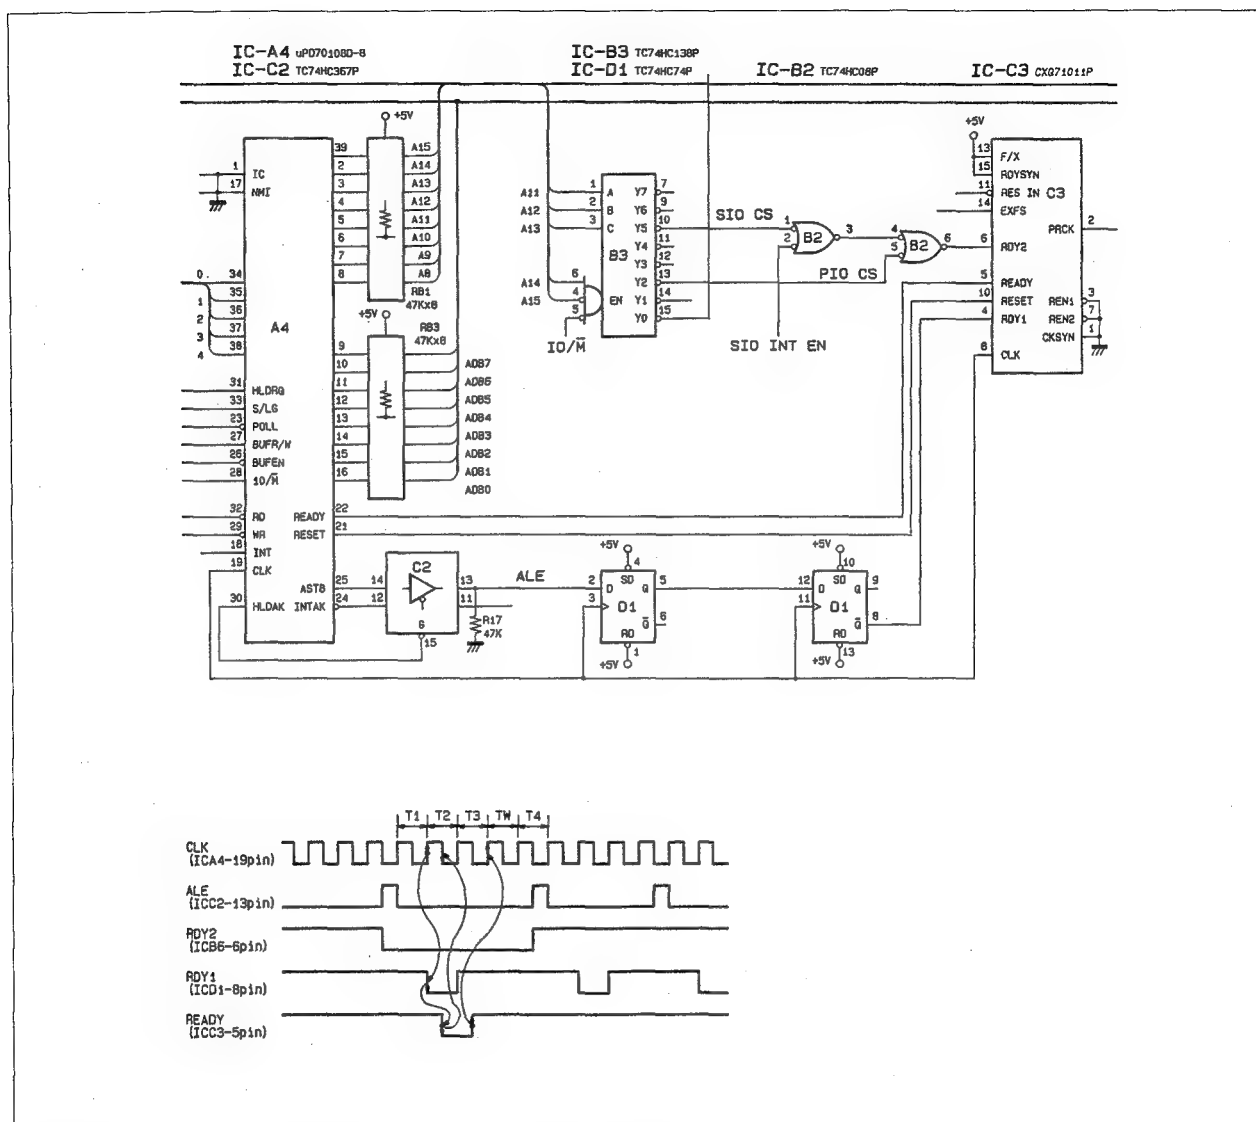 IC-A4 uPD70108D-8
IC-C2 TC74HC367P
IC-B3 TC74HC138P
IC-D1 TC74HC74P
IC-B2 TC74HC08P
IC-C3 CXQ71011P
+5V
39
2
3
4
5
6
7
8
A15
A14
A13
A12
A11
A10
A9
A8
RB1
47Kx8
1 IC
17 NMI
0
1
2
3
4
34
35
36
37
38
A4
+5V
RB3
47Kx8
9
10
11
12
13
14
15
16
ADB7
ADB6
ADB5
ADB4
ADB3
ADB2
ADB1
ADB0
31 HLDRQ
33 S/LG
23 POLL
27 BUFR/W
26 BUFEN
28 IO/M̅
32 RD
29 WR
18 INT
19 CLK
30 HLDAK
READY 22
RESET 21
ASTB 25
INTAK 24
14
12
C2
13
11
G
15
ALE
R17
47K
A11 1 A
A12 2 B
A13 3 C
A14 6
A15 4
5
EN
IO/M̅
B3
Y7 7
Y6 9
Y5 10
Y4 11
Y3 12
Y2 13
Y1 14
Y0 15
SIO CS
1
2
B2
3
SIO INT EN
PIO CS
4
5
B2
6
+5V
13 F/X
15 RDYSYN
11 RES IN
14 EXFS
C3
PRCK 2
6 RDY2
5 READY
10 RESET
4 RDY1
8 CLK
REN1 3
REN2 7
CKSYN 1
+5V
4
SD
2 D
3
Q 5
Q̅ 6
D1
RD
1
+5V
+5V
10
SD
12 D
11
Q 9
Q̅ 8
D1
RD
13
+5V
T1 T2 T3 TW T4
CLK
(ICA4-19pin)
ALE
(ICC2-13pin)
RDY2
(ICB6-6pin)
RDY1
(ICD1-8pin)
READY
(ICC3-5pin)